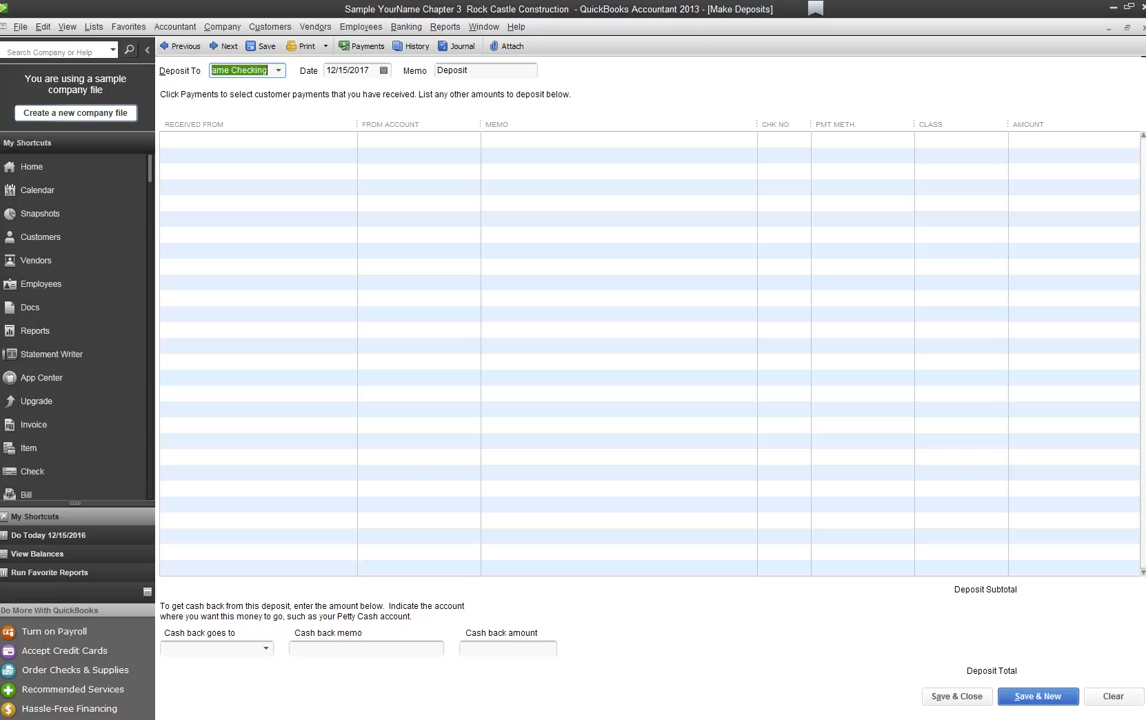 Sample YourName Chapter 3 Rock Castle Construction - QuickBooks Accountant 2013 - [Make Deposits]
File Edit View Lists Favorites Accountant Company Customers Vendors Employees Banking Reports Window Help
Search Company or Help...
Previous Next Save Print Payments History Journal Attach
Deposit To ame Checking Date 12/15/2017 Memo Deposit
Click Payments to select customer payments that you have received. List any other amounts to deposit below.
RECEIVED FROM FROM ACCOUNT MEMO CHK NO. PMT METH. CLASS AMOUNT
You are using a sample
company file
Create a new company file
My Shortcuts
Home
Calendar
Snapshots
Customers
Vendors
Employees
Docs
Reports
Statement Writer
App Center
Upgrade
Invoice
Item
Check
Bill
My Shortcuts
Do Today 12/15/2016
View Balances
Run Favorite Reports
Do More With QuickBooks
Turn on Payroll
Accept Credit Cards
Order Checks & Supplies
Recommended Services
Hassle-Free Financing
Deposit Subtotal
To get cash back from this deposit, enter the amount below. Indicate the account
where you want this money to go, such as your Petty Cash account.
Cash back goes to Cash back memo Cash back amount
Deposit Total
Save & Close Save & New Clear